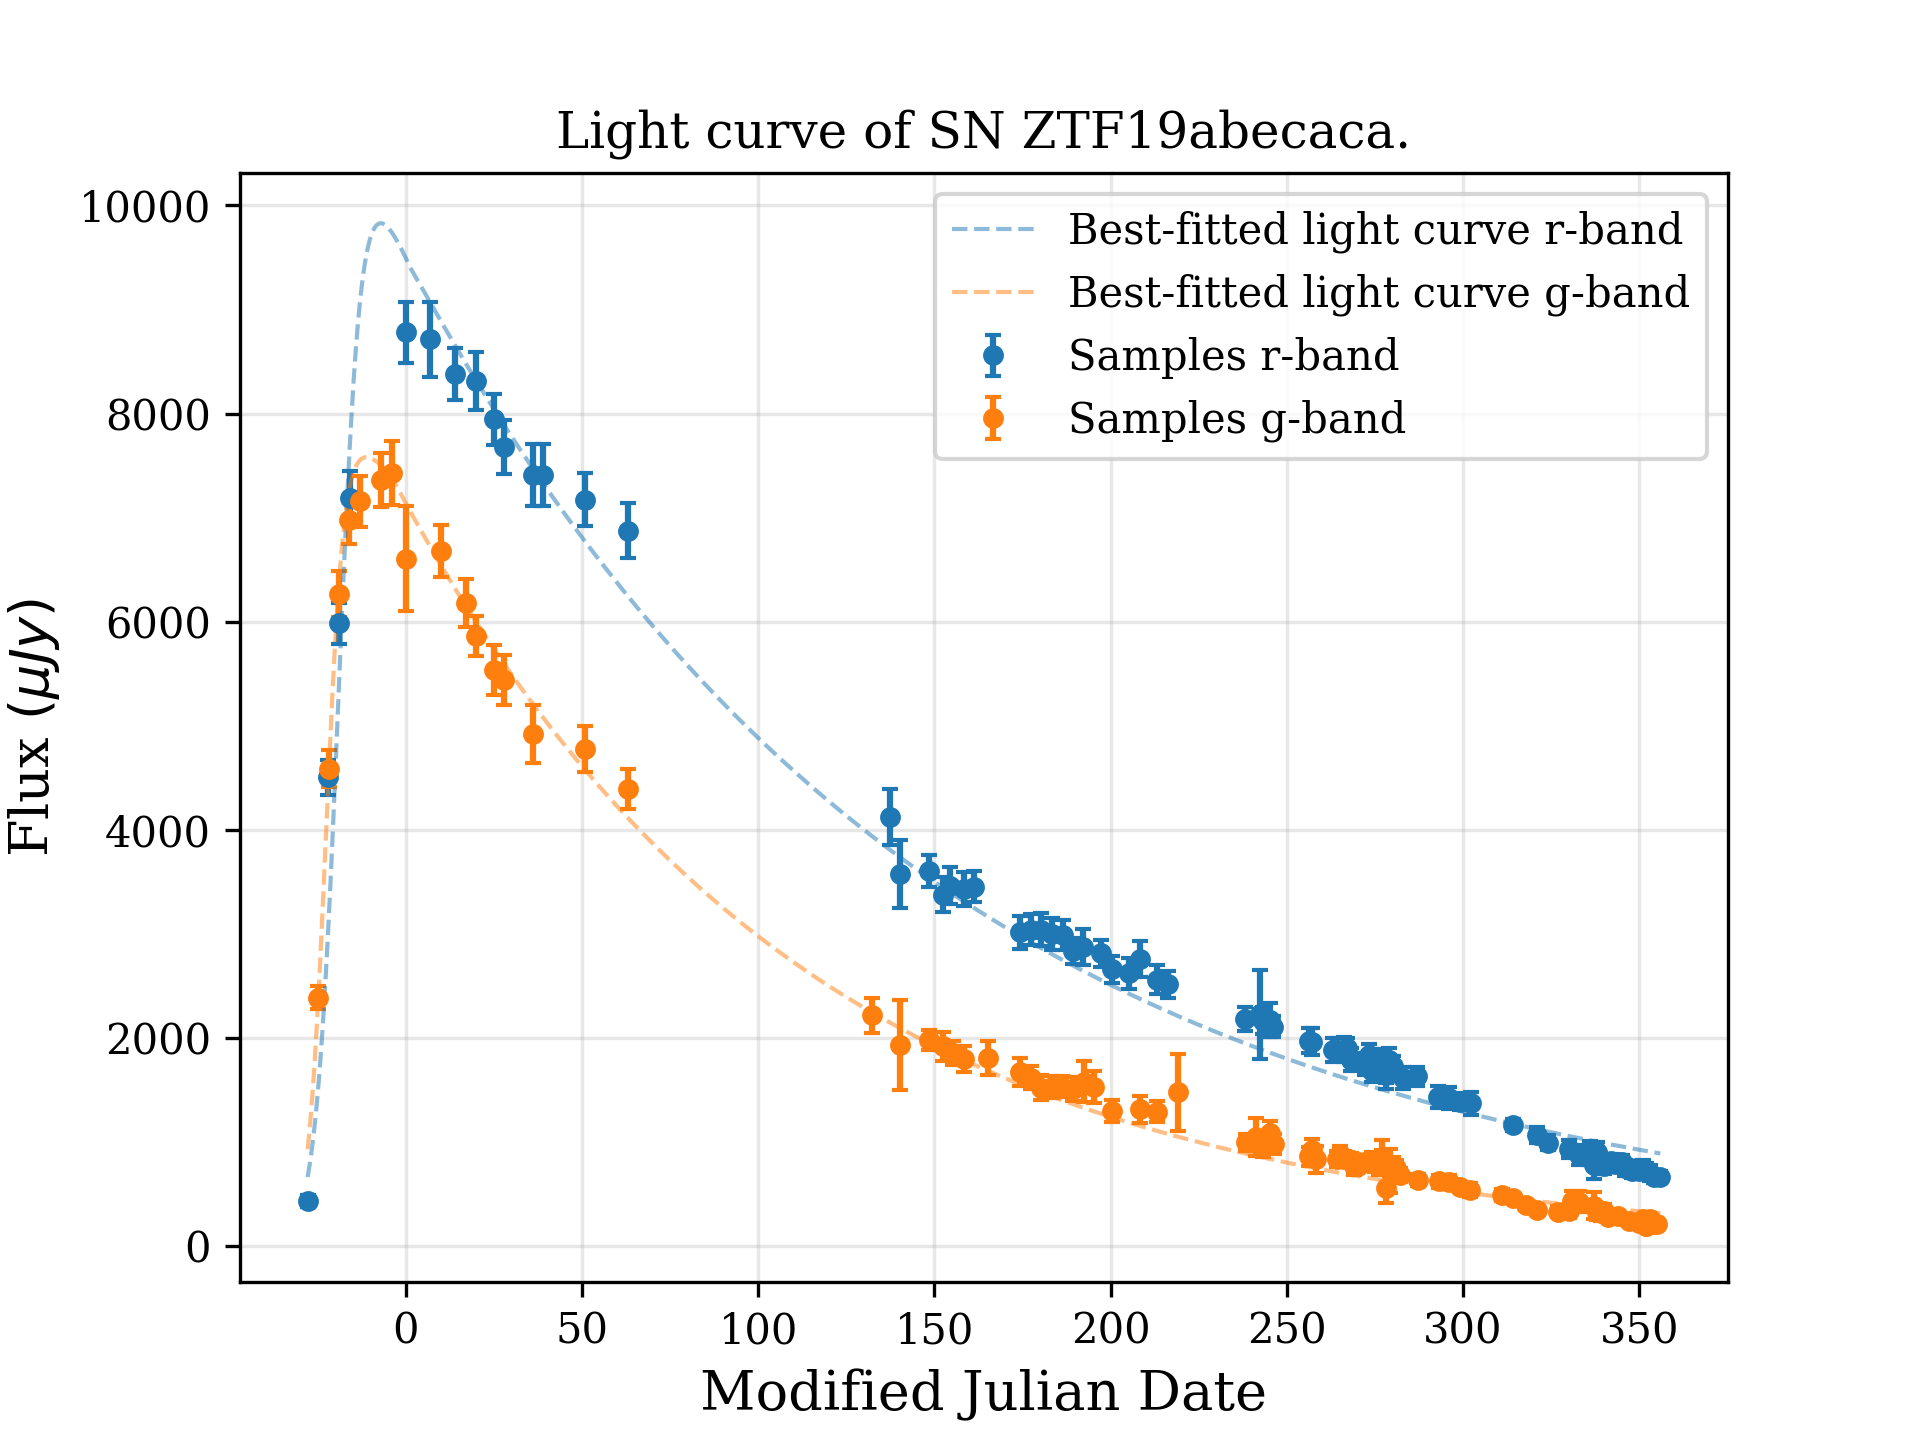 Light curve of SN ZTF19abecaca.
10000
8000
6000
4000
2000
0
Flux (μJy)
Best-fitted light curve r-band
Best-fitted light curve g-band
Samples r-band
Samples g-band
0 50 100 150 200 250 300 350
Modified Julian Date